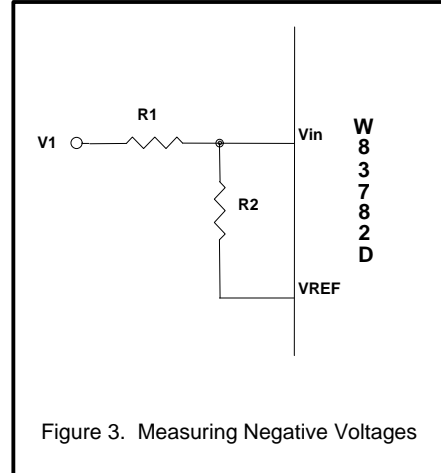 R1
V1
Vin
R2
VREF
W
8
3
7
8
2
D
Figure 3.  Measuring Negative Voltages